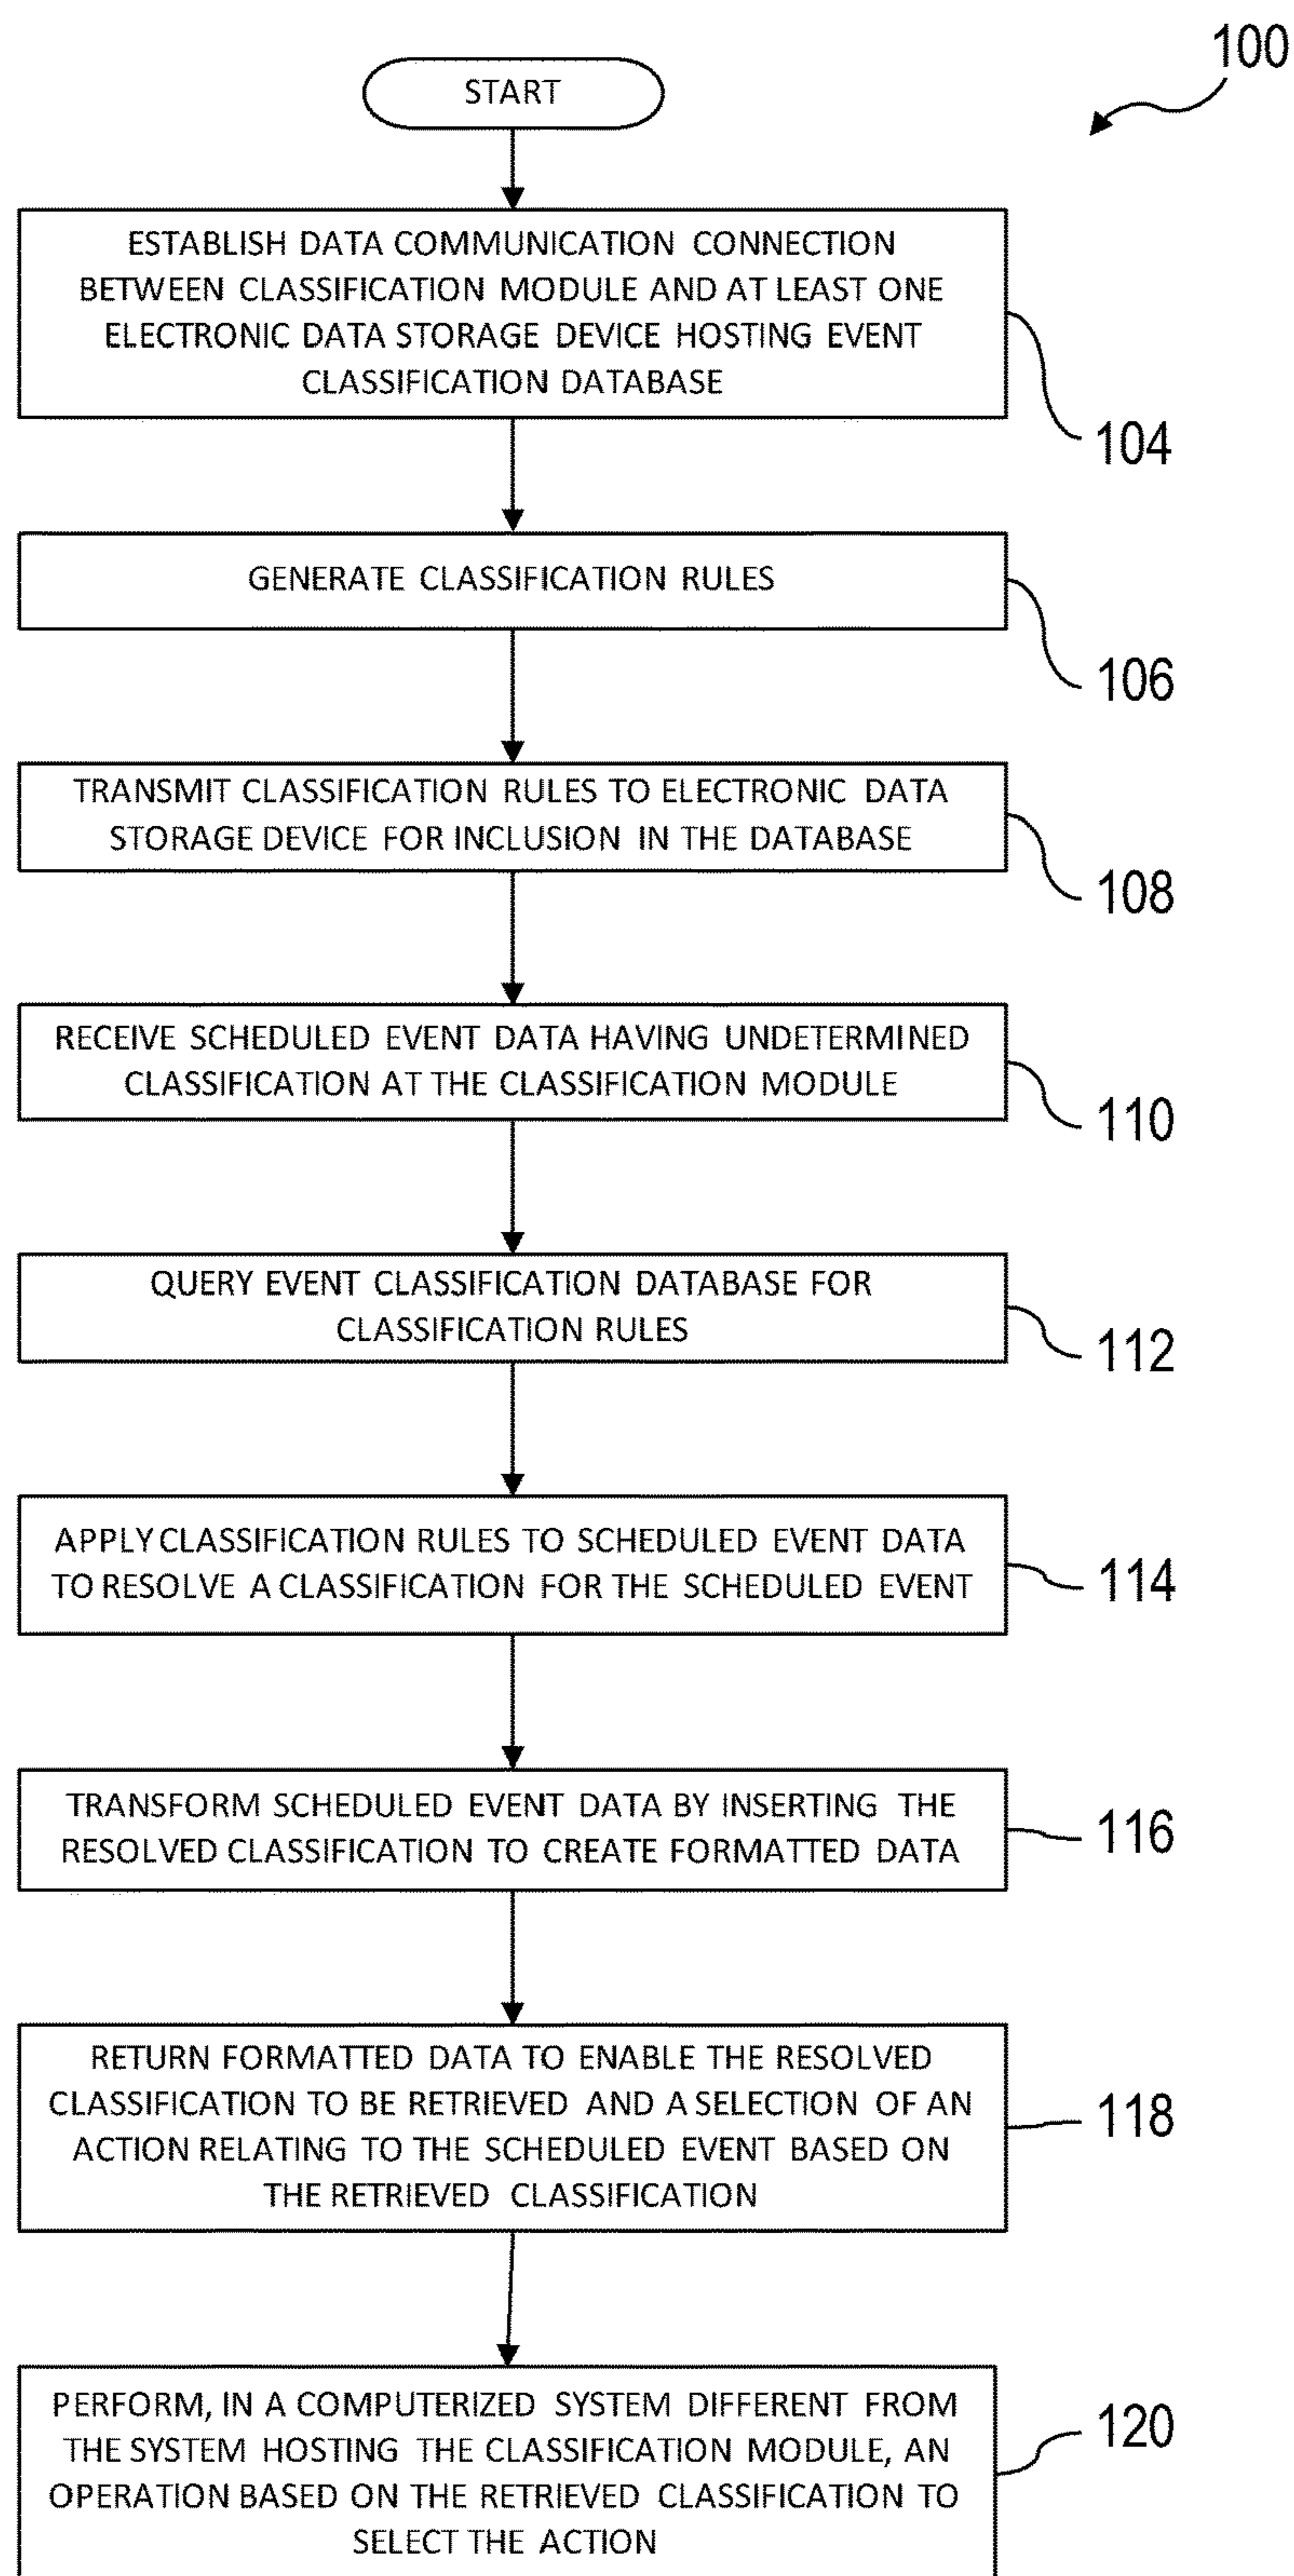 100
START
ESTABLISH DATA COMMUNICATION CONNECTION
BETWEEN CLASSIFICATION MODULE AND AT LEAST ONE
ELECTRONIC DATA STORAGE DEVICE HOSTING EVENT
CLASSIFICATION DATABASE
104
GENERATE CLASSIFICATION RULES
106
TRANSMIT CLASSIFICATION RULES TO ELECTRONIC DATA
STORAGE DEVICE FOR INCLUSION IN THE DATABASE
108
RECEIVE SCHEDULED EVENT DATA HAVING UNDETERMINED
CLASSIFICATION AT THE CLASSIFICATION MODULE
110
QUERY EVENT CLASSIFICATION DATABASE FOR
CLASSIFICATION RULES
112
APPLY CLASSIFICATION RULES TO SCHEDULED EVENT DATA
TO RESOLVE A CLASSIFICATION FOR THE SCHEDULED EVENT
114
TRANSFORM SCHEDULED EVENT DATA BY INSERTING THE
RESOLVED CLASSIFICATION TO CREATE FORMATTED DATA
116
RETURN FORMATTED DATA TO ENABLE THE RESOLVED
CLASSIFICATION TO BE RETRIEVED AND A SELECTION OF AN
ACTION RELATING TO THE SCHEDULED EVENT BASED ON
THE RETRIEVED CLASSIFICATION
118
PERFORM, IN A COMPUTERIZED SYSTEM DIFFERENT FROM
THE SYSTEM HOSTING THE CLASSIFICATION MODULE, AN
OPERATION BASED ON THE RETRIEVED CLASSIFICATION TO
SELECT THE ACTION
120